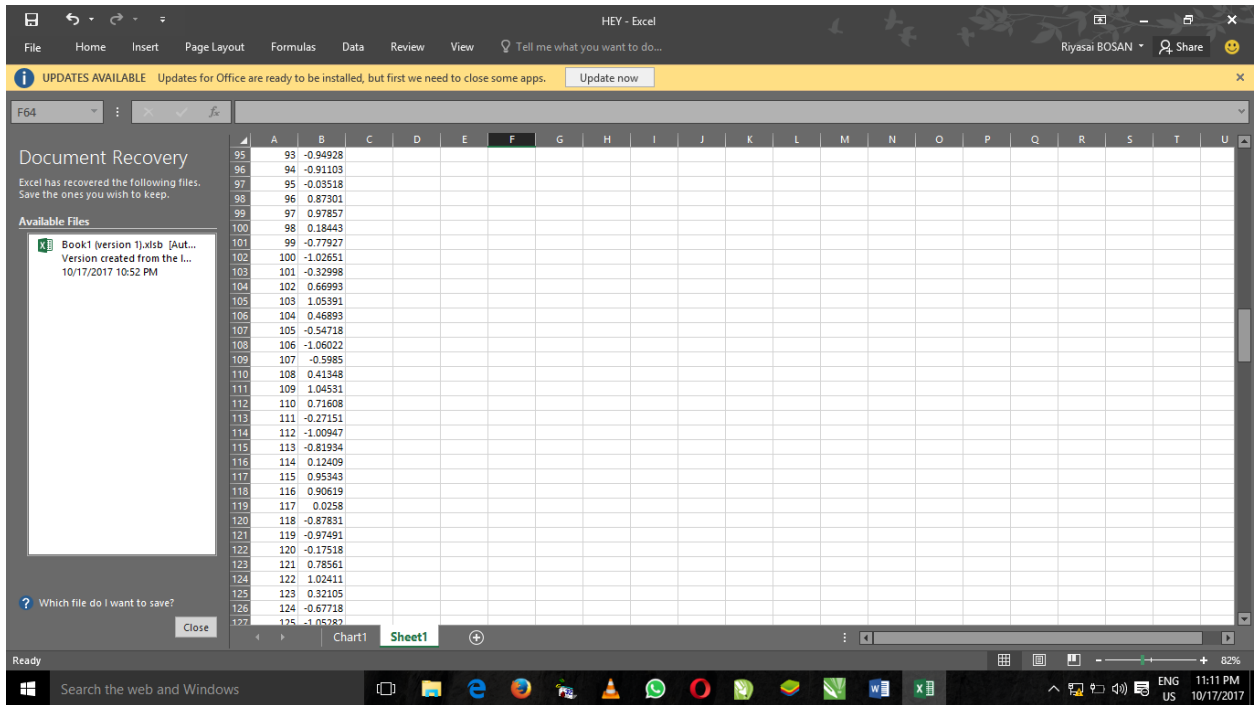 HEY - Excel
File Home Insert Page Layout Formulas Data Review View Tell me what you want to do... Riyasai BOSAN Share
UPDATES AVAILABLE Updates for Office are ready to be installed, but first we need to close some apps. Update now
F64 fx
Document Recovery
Excel has recovered the following files.
Save the ones you wish to keep.
Available Files
Book1 (version 1).xlsb [Aut...
Version created from the l...
10/17/2017 10:52 PM
Which file do I want to save?
Close
A B C D E F G H I J K L M N O P Q R S T U
95 93 -0.94928
96 94 -0.91103
97 95 -0.03518
98 96 0.87301
99 97 0.97857
100 98 0.18443
101 99 -0.77927
102 100 -1.02651
103 101 -0.32998
104 102 0.66993
105 103 1.05391
106 104 0.46893
107 105 -0.54718
108 106 -1.06022
109 107 -0.5985
110 108 0.41348
111 109 1.04531
112 110 0.71608
113 111 -0.27151
114 112 -1.00947
115 113 -0.81934
116 114 0.12409
117 115 0.95343
118 116 0.90619
119 117 0.0258
120 118 -0.87831
121 119 -0.97491
122 120 -0.17518
123 121 0.78561
124 122 1.02411
125 123 0.32105
126 124 -0.67718
127 125 -1.05282
Chart1 Sheet1
Ready 82%
Search the web and Windows
ENG 11:11 PM
US 10/17/2017